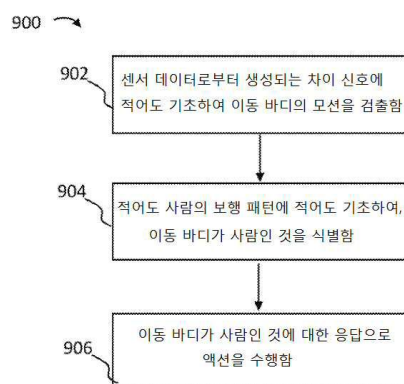 900
902
센서 데이터로부터 생성되는 차이 신호에
적어도 기초하여 이동 바디의 모션을 검출함
904
적어도 사람의 보행 패턴에 적어도 기초하여,
이동 바디가 사람인 것을 식별함
906
이동 바디가 사람인 것에 대한 응답으로
액션을 수행함